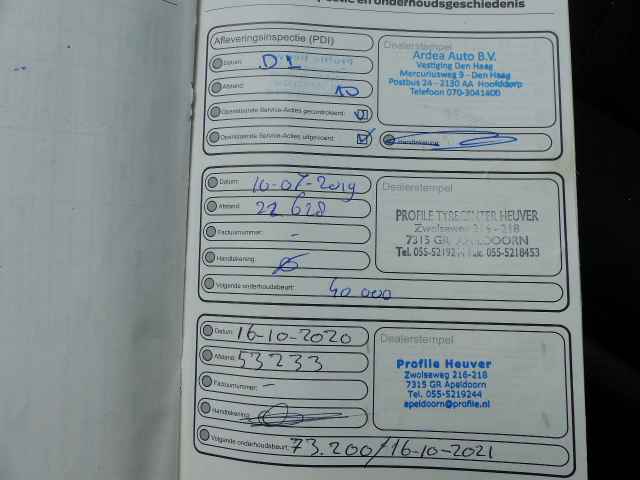 onderhoudsgeschiedenis
Afleveringsinspectie (PDI)
Datum:
Afstand: 10
Openstaande Service-Acties gecontroleerd:
Openstaande Service-Acties uitgevoerd:
Dealerstempel
Ardea Auto B.V.
Vestiging Den Haag
Mercuriusweg 9 - Den Haag
Postbus 24 - 2130 AA Hoofddorp
Telefoon 070-3041400
Handtekening:
Datum: 10-07-2019
Afstand: 22 628
Factuurnummer: -
Handtekening:
Volgende onderhoudsbeurt: 40 000
Dealerstempel
PROFILE TYRECENTER HEUVER
Zwolseweg 216-218
7315 GR APELDOORN
Tel. 055-5219244 Fax 055-5218453
Datum: 16-10-2020
Afstand: 53233
Factuurnummer: -
Handtekening:
Volgende onderhoudsbeurt: 73.200/16-10-2021
Dealerstempel
Profile Heuver
Zwolseweg 216-218
7315 GR Apeldoorn
Tel. 055-5219244
apeldoorn@profile.nl